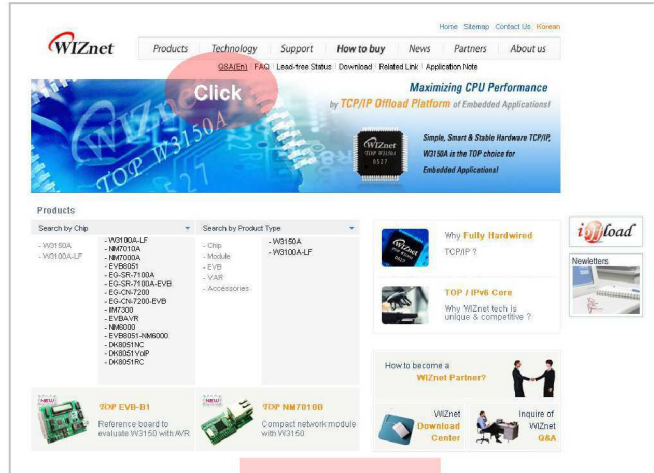 Home Sitemap Contact Us Korean
WIZnet
Products Technology Support How to buy News Partners About us
Q&A(En) FAQ Lead-free Status Download Related Link Application Note
Click
WIZnet
TOP W3150A
Maximizing CPU Performance
by TCP/IP Offload Platform of Embedded Applications!
WIZnet
TOP W3150A
0527
Simple, Smart & Stable Hardware TCP/IP,
W3150A is the TOP choice for
Embedded Applications!
Products
Search by Chip
- W3150A
- W3100A-LF
- W3100A-LF
- NM7010A
- NM7000A
- EVB8051
- EG-SR-7100A
- EG-SR-7100A-EVB
- EG-CN-7200
- EG-CN-7200-EVB
- IIM7300
- EVBAVR
- NM6000
- EVB8051-NM6000
- DK8051NC
- DK8051VoIP
- DK8051RC
Search by Product Type
- Chip
- Module
- EVB
- Accessories
- W3150A
- W3100A-LF
Why Fully Hardwired
TCP/IP ?
TOP / IPv6 Core
Why WIZnet tech is
unique & competitive ?
Newletters
How to become a
WIZnet Partner?
NEW
TOP EVB-B1
Reference board to
evaluate W3150 with AVR
NEW
TOP NM7010B
Compact network module
with W3150
WIZnet
Download
Center
Inquire of
WIZnet
Q&A